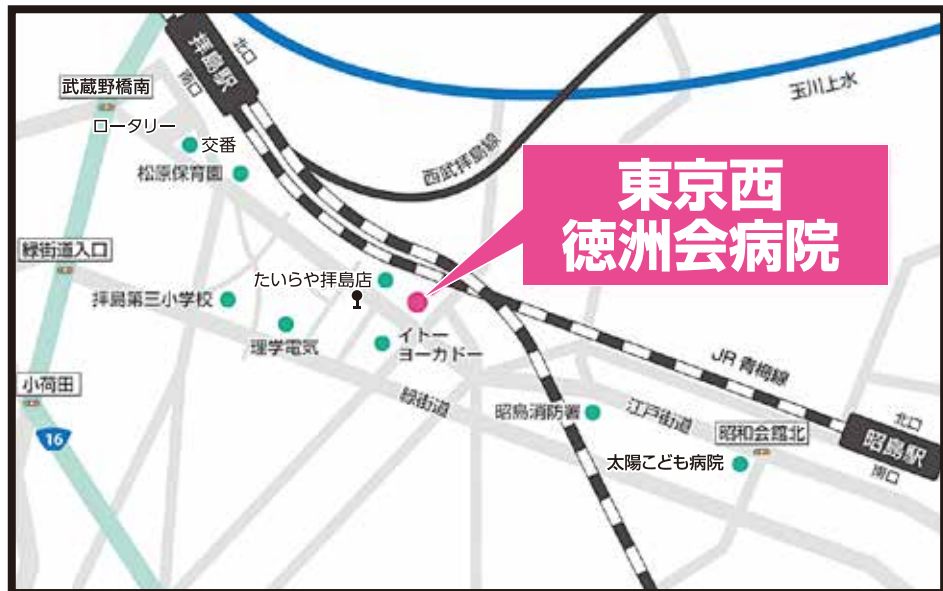 拝島駅
北口
南口
武蔵野橋南
ロータリー
交番
松原保育園
玉川上水
西武拝島線
東京西
徳洲会病院
緑街道入口
たいらや拝島店
拝島第三小学校
理学電気
イトー
ヨーカドー
JR 青梅線
小荷田
緑街道
16
昭島消防署
江戸街道
昭和会館北
太陽こども病院
北口
昭島駅
南口